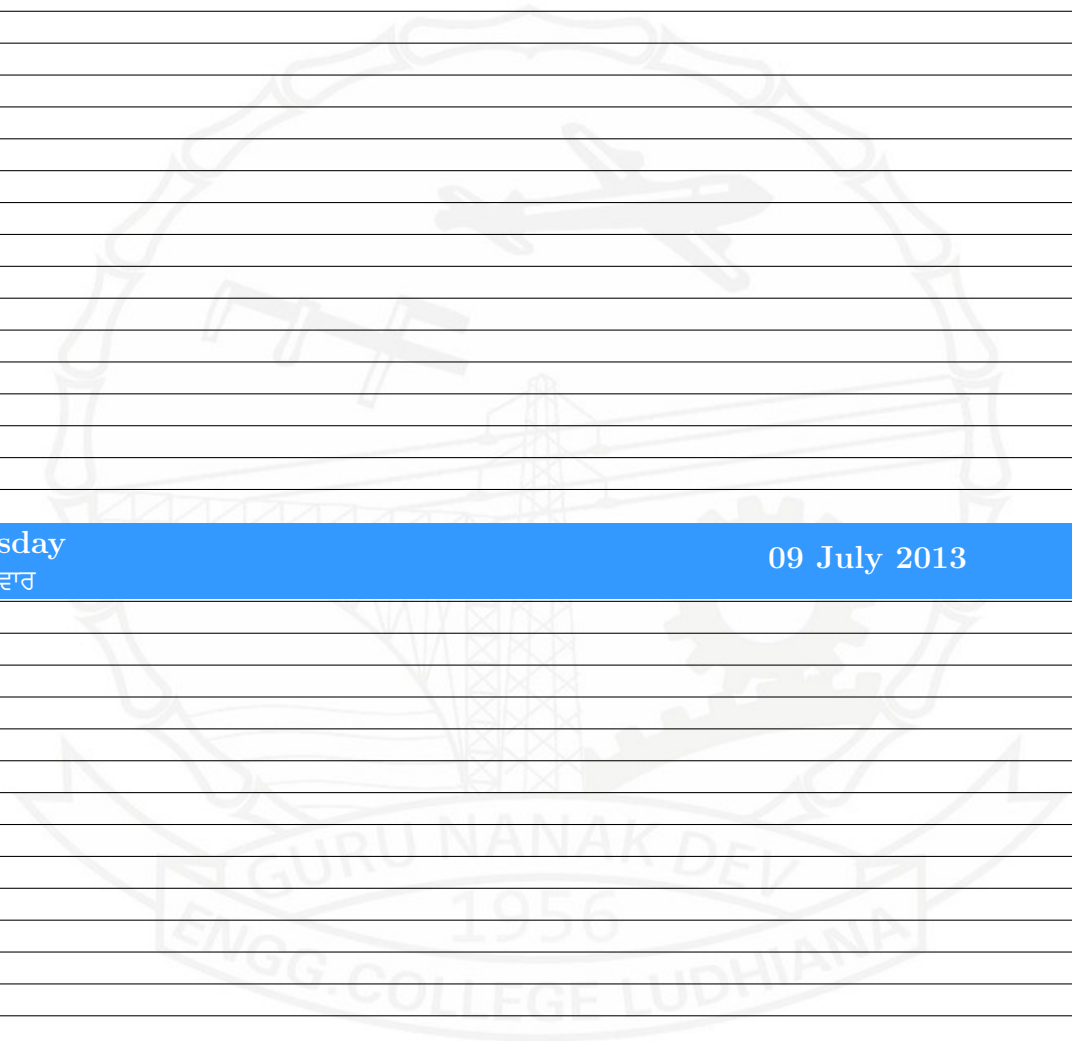 sday
ਵਾਰ
09 July 2013
GURU NANAK DEV
1956
ENGG. COLLEGE LUDHIANA